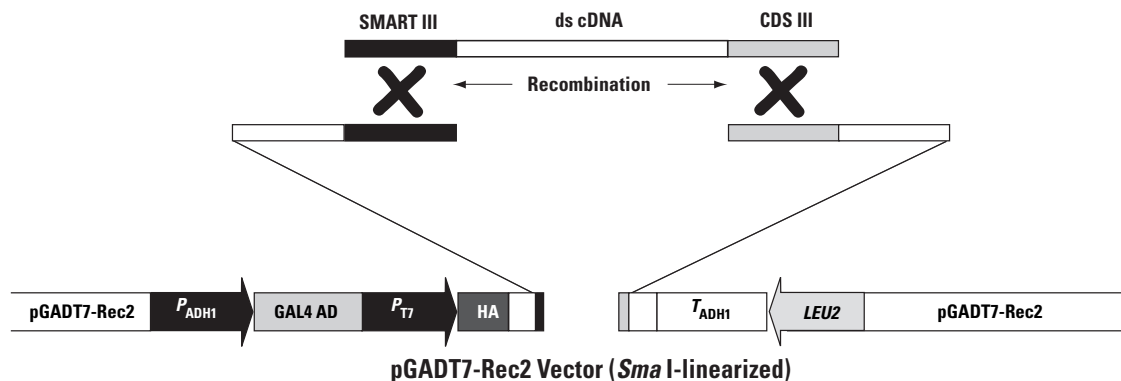 SMART III ds cDNA CDS III
Recombination
pGADT7-Rec2 PADH1 GAL4 AD PT7 HA TADH1 LEU2 pGADT7-Rec2
pGADT7-Rec2 Vector (Sma I-linearized)